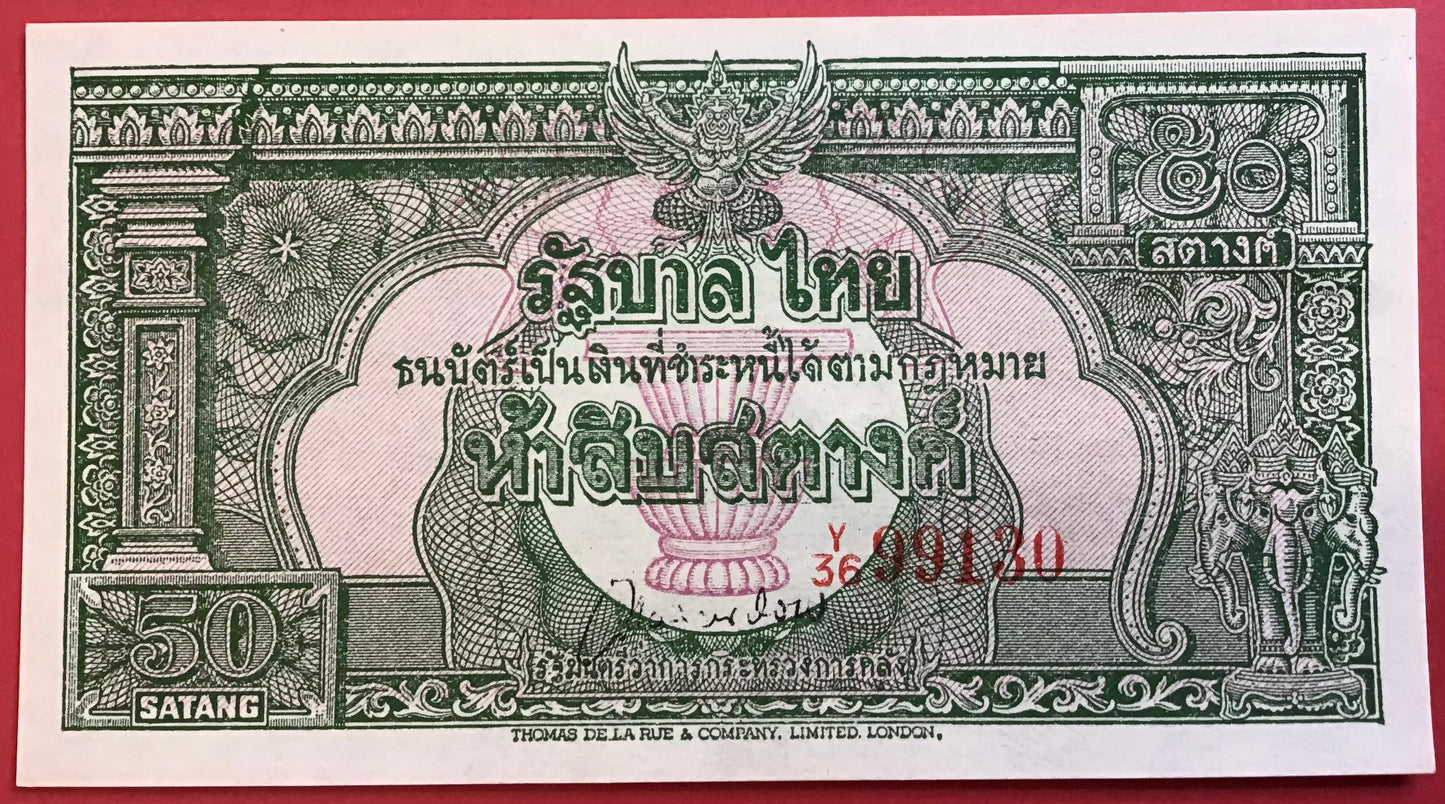 ๕๐
สตางค์
รัฐบาลไทย
ธนบัตร์เป็นเงินที่ชำระหนี้ได้ตามกฎหมาย
ห้าสิบสตางค์
Y
36 99130
รัฐมนตรีว่าการกระทรวงการคลัง
50
SATANG
THOMAS DE LA RUE & COMPANY, LIMITED. LONDON.